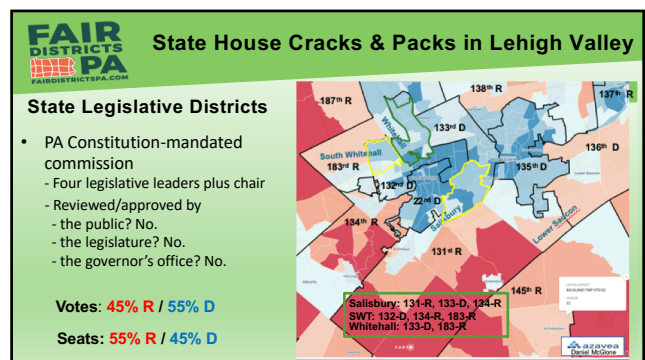 FAIR
DISTRICTS
PA
FAIRDISTRICTSPA.COM
State House Cracks & Packs in Lehigh Valley
State Legislative Districts
• PA Constitution-mandated
commission
- Four legislative leaders plus chair
- Reviewed/approved by
- the public? No.
- the legislature? No.
- the governor's office? No.
Votes: 45% R / 55% D
Seats: 55% R / 45% D
187th R
138th R
137th R
133rd D
Whitehall
South Whitehall
183rd R
136th D
135th D
132nd D
22nd D
Salisbury
Lower Saucon
134th R
131st R
145th R
Salisbury: 131-R, 133-D, 134-R
SWT: 132-D, 134-R, 183-R
Whitehall: 133-D, 183-R
azavea
Daniel McGlone